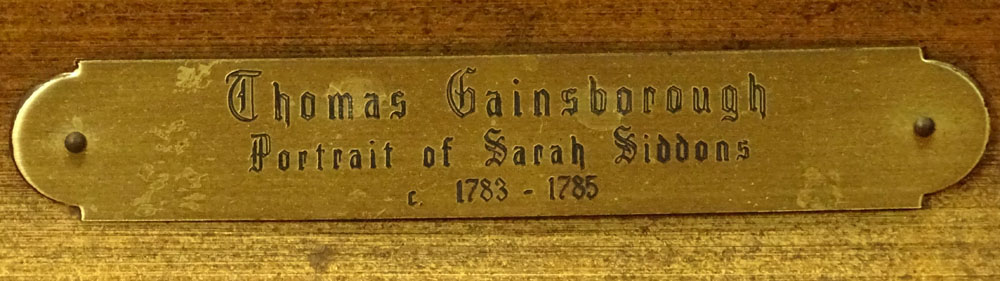 Thomas Gainsborough
Portrait of Sarah Siddons
c. 1783 - 1785